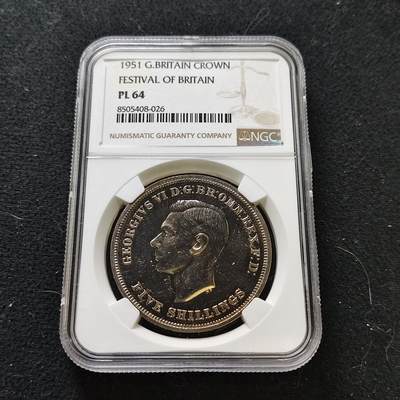 1951 G.BRITAIN CROWN
FESTIVAL OF BRITAIN
PL 64
8505408-026
NUMISMATIC GUARANTY COMPANY
NGC
GEORGIVS VI D:G:BR:OMN:REX F:D:
FIVE SHILLINGS